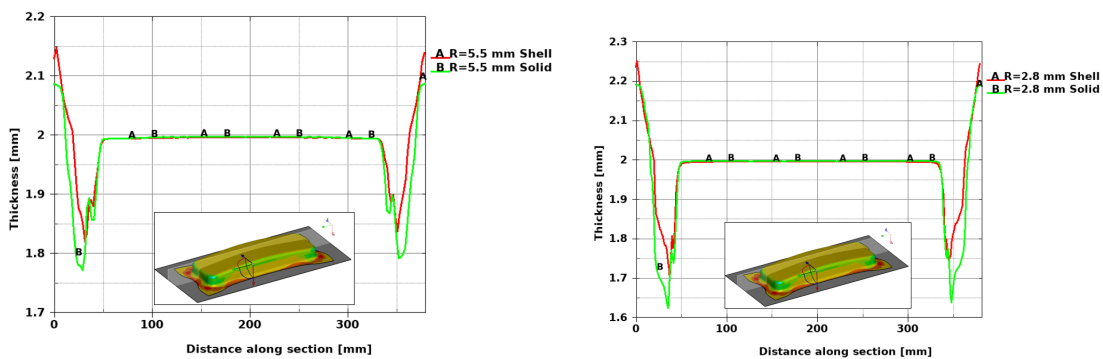 2.2
2.1
2
1.9
1.8
1.7
Thickness [mm]
0
100
200
300
Distance along section [mm]
A R=5.5 mm Shell
B R=5.5 mm Solid
A
A B A B A B A B
B
2.3
2.2
2.1
2
1.9
1.8
1.7
1.6
Thickness [mm]
0
100
200
300
Distance along section [mm]
A R=2.8 mm Shell
B R=2.8 mm Solid
A
A B A B A B A B
B